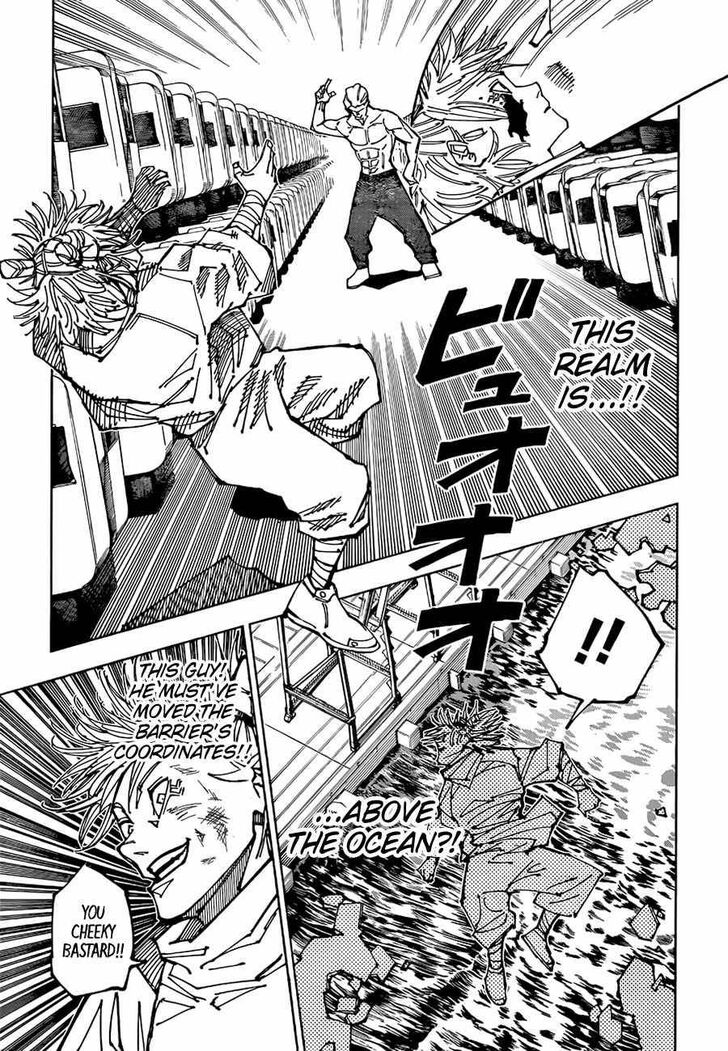 THIS
REALM
IS...!!
ビュオオオオ
!!
...ABOVE
THE OCEAN?!
THIS GUY!
HE MUST'VE
MOVED THE
BARRIER'S
COORDINATES!!
YOU
CHEEKY
BASTARD!!